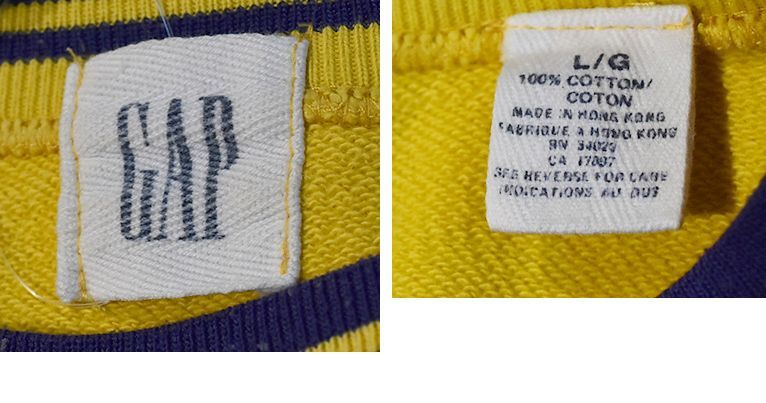 GAP
L/G
100% COTTON/
COTON
MADE IN HONG KONG
FABRIQUE A HONG KONG
RN 54023
CA 17897
SEE REVERSE FOR CARE
INDICATIONS AU DOS